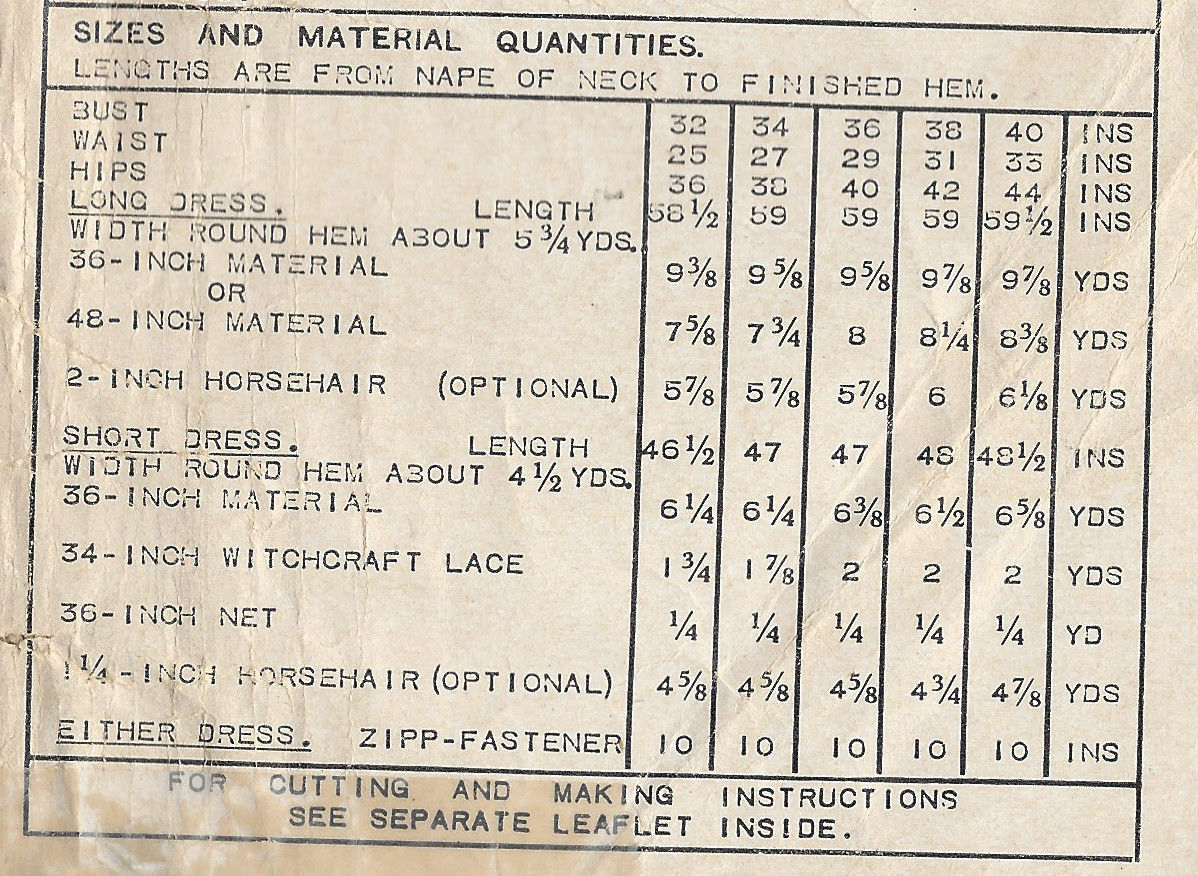 SIZES AND MATERIAL QUANTITIES.
LENGTHS ARE FROM NAPE OF NECK TO FINISHED HEM.
BUST 32 34 36 38 40 INS
WAIST 25 27 29 31 33 INS
HIPS 36 38 40 42 44 INS
LONG DRESS. LENGTH 58½ 59 59 59 59½ INS
WIDTH ROUND HEM ABOUT 5¾ YDS.
36-INCH MATERIAL 9⅜ 9⅝ 9⅝ 9⅞ 9⅞ YDS
OR
48-INCH MATERIAL 7⅝ 7¾ 8 8¼ 8⅜ YDS
2-INCH HORSEHAIR (OPTIONAL) 5⅞ 5⅞ 5⅞ 6 6⅛ YDS
SHORT DRESS. LENGTH 46½ 47 47 48 48½ INS
WIDTH ROUND HEM ABOUT 4½ YDS.
36-INCH MATERIAL 6¼ 6¼ 6⅜ 6½ 6⅝ YDS
34-INCH WITCHCRAFT LACE 1¾ 1⅞ 2 2 2 YDS
36-INCH NET ¼ ¼ ¼ ¼ ¼ YD
1¼-INCH HORSEHAIR (OPTIONAL) 4⅝ 4⅝ 4⅝ 4¾ 4⅞ YDS
EITHER DRESS. ZIPP-FASTENER 10 10 10 10 10 INS
FOR CUTTING AND MAKING INSTRUCTIONS
SEE SEPARATE LEAFLET INSIDE.